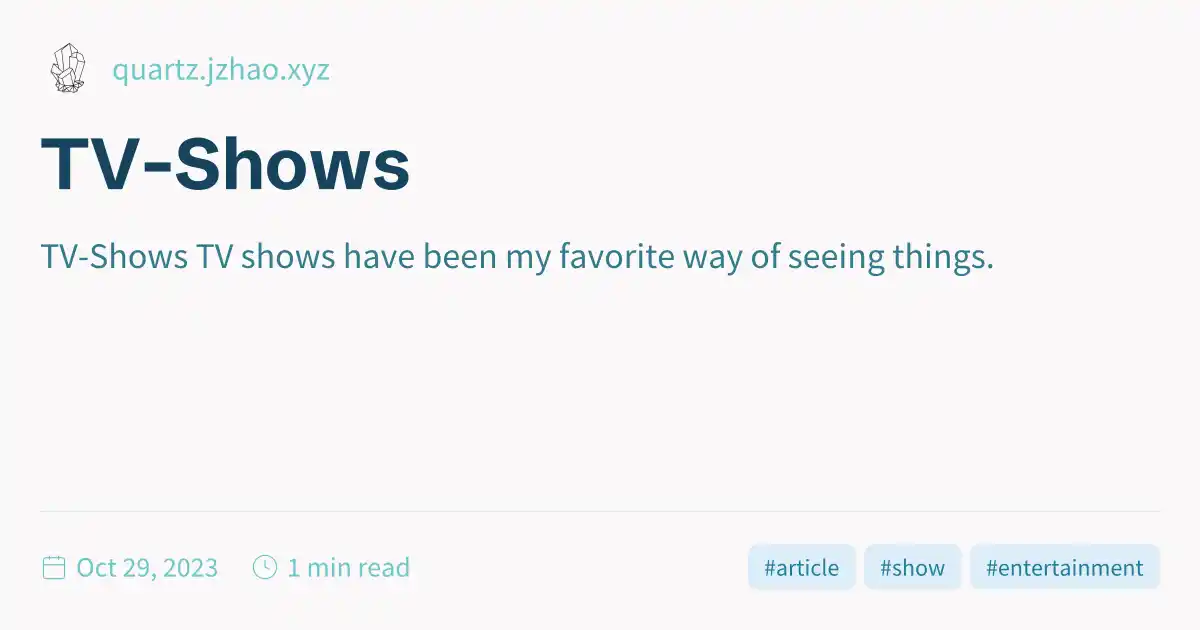 quartz.jzhao.xyz
TV-Shows
TV-Shows TV shows have been my favorite way of seeing things.
Oct 29, 2023 1 min read #article #show #entertainment